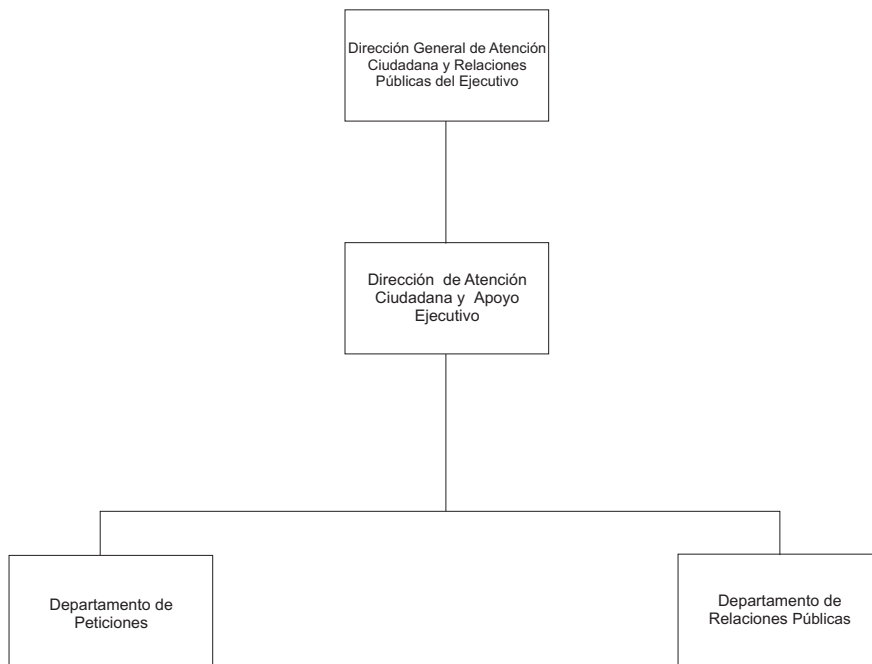 Dirección General de Atención
Ciudadana y Relaciones
Públicas del Ejecutivo
Dirección de Atención
Ciudadana y Apoyo
Ejecutivo
Departamento de
Peticiones
Departamento de
Relaciones Públicas